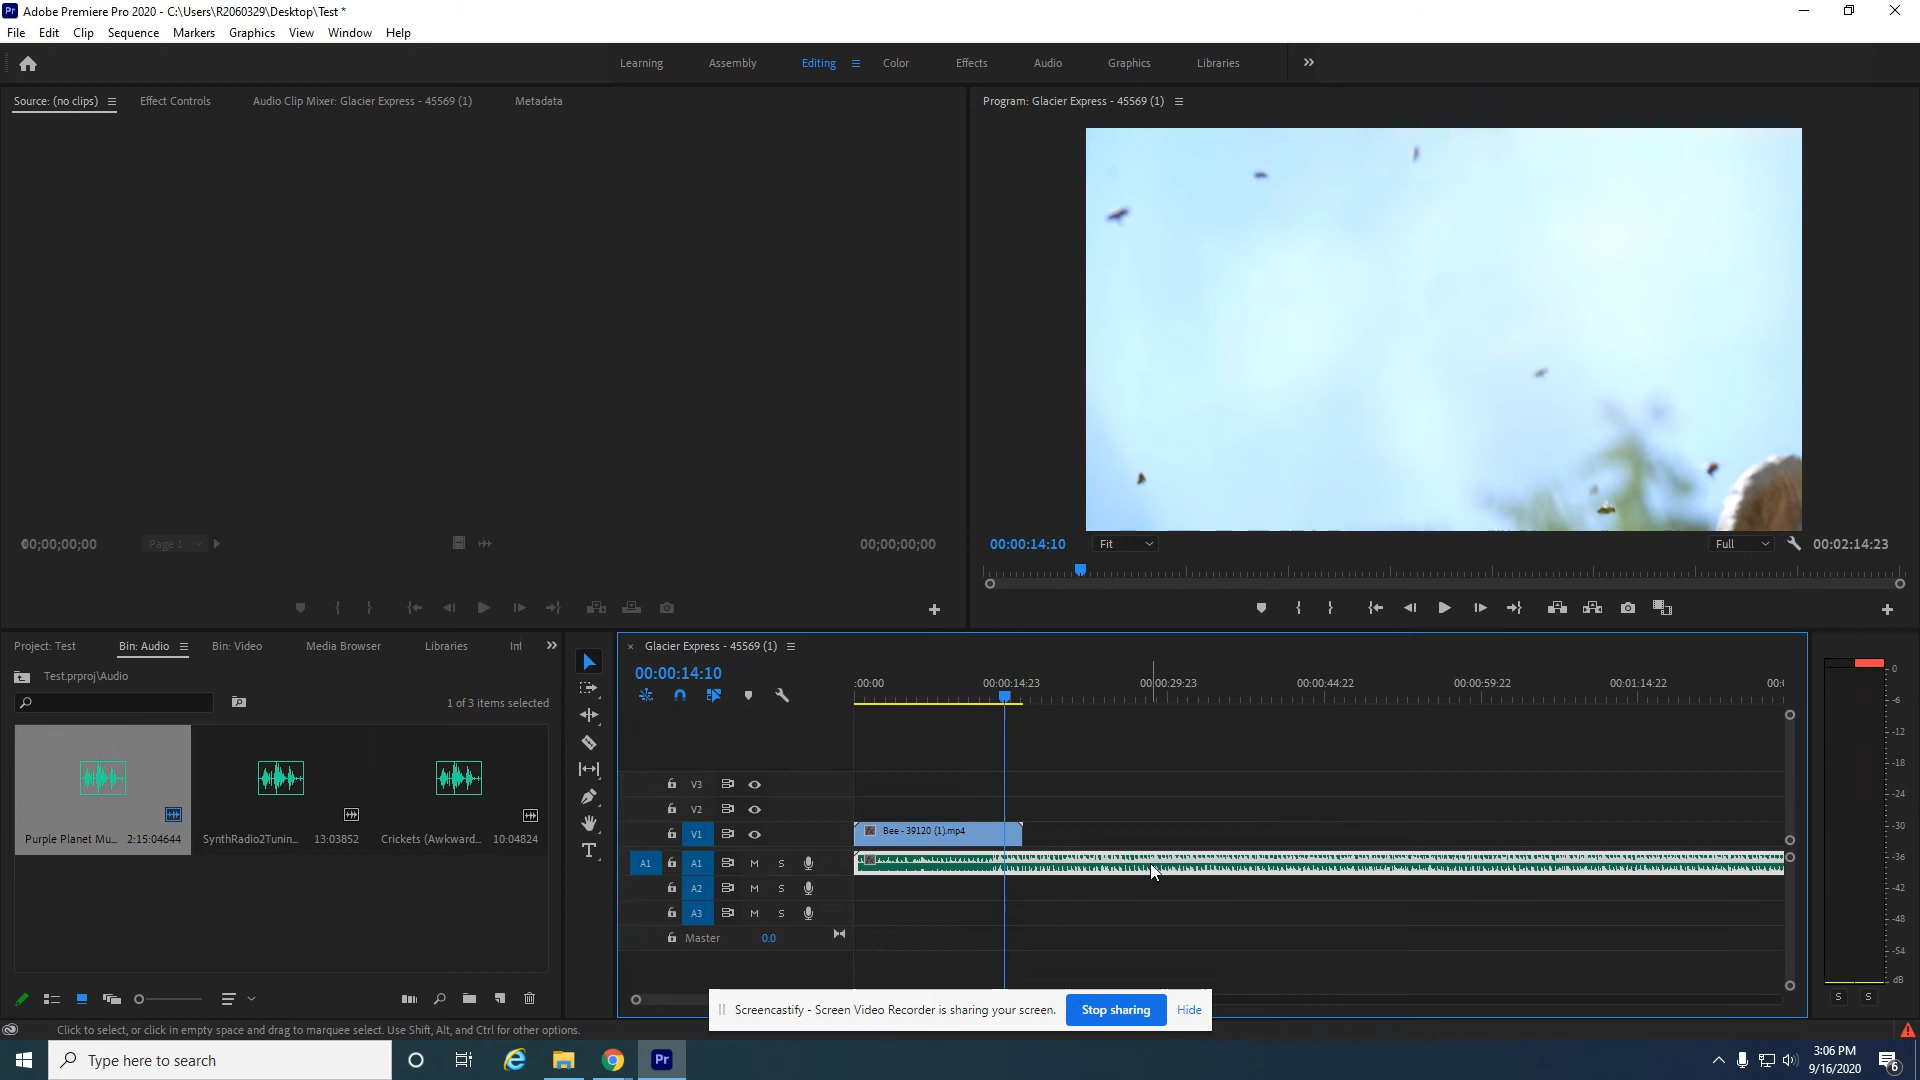 Adobe Premiere Pro 2020 - C:\Users\R2060329\Desktop\Test *
File Edit Clip Sequence Markers Graphics View Window Help
Learning Assembly Editing Color Effects Audio Graphics Libraries
Source: (no clips) Effect Controls Audio Clip Mixer: Glacier Express - 45569 (1) Metadata
Program: Glacier Express - 45569 (1)
00;00;00;00 Page 1 00;00;00;00
00:00:14:10 Fit Full 00:02:14:23
Project: Test Bin: Audio Bin: Video Media Browser Libraries
Test.prproj\Audio
1 of 3 items selected
Purple Planet Mu... 2:15:04644
SynthRadio2Tunin... 13:03852
Crickets (Awkward... 10:04824
Glacier Express - 45569 (1)
00:00:14:10
:00:00 00:00:14:23 00:00:29:23 00:00:44:22 00:00:59:22 00:01:14:22
V3
V2
V1 Bee - 39120 (1).mp4
A1 A1 M S
A2 M S
A3 M S
Master 0.0
0
-6
-12
-18
-24
-30
-36
-42
-48
-54
dB
S S
Screencastify - Screen Video Recorder is sharing your screen. Stop sharing Hide
Click to select, or click in empty space and drag to marquee select. Use Shift, Alt, and Ctrl for other options.
Type here to search
Pr
3:06 PM
9/16/2020
6